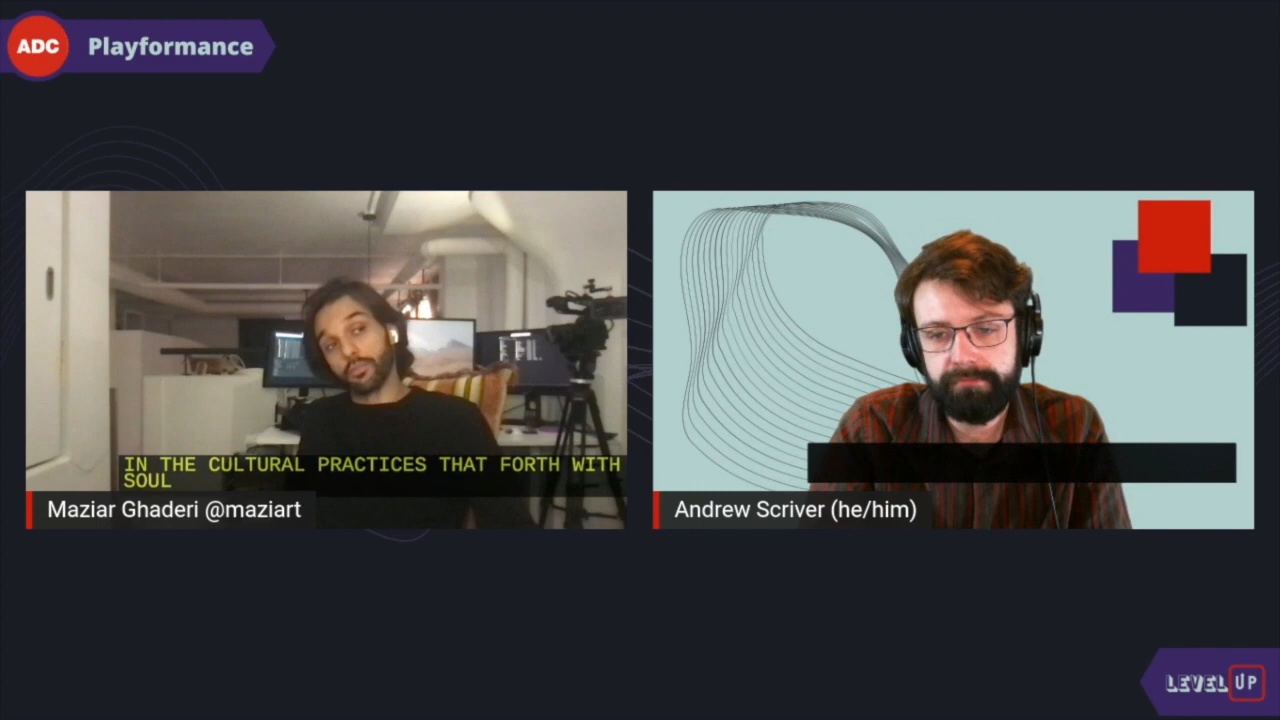 ADC Playformance
IN THE CULTURAL PRACTICES THAT FORTH WITH
SOUL
Maziar Ghaderi @maziart
Andrew Scriver (he/him)
LEVEL UP